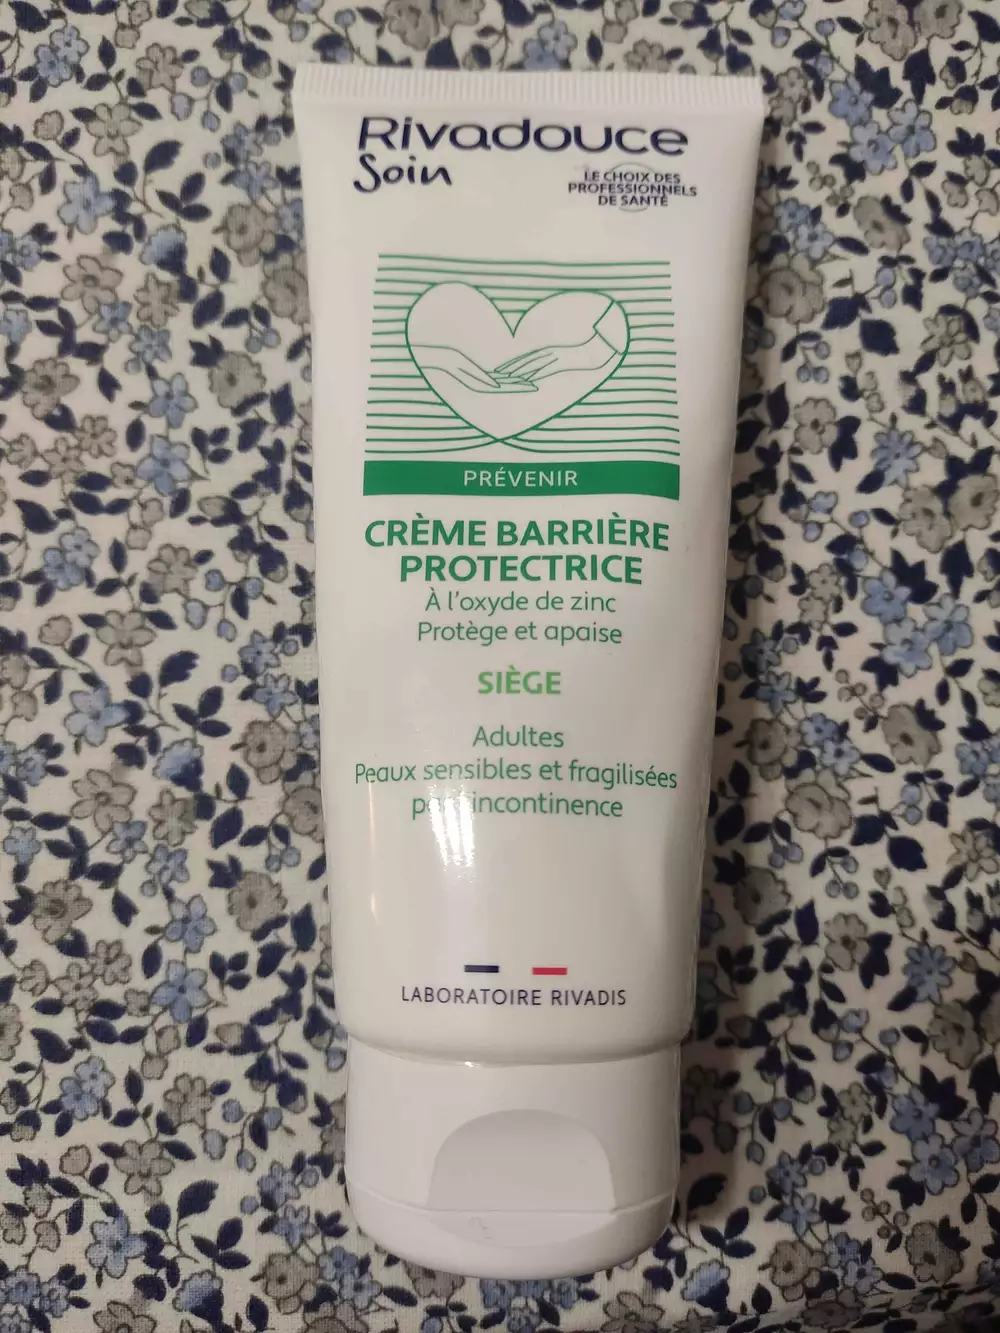 Rivadouce
Soin
LE CHOIX DES
PROFESSIONNELS
DE SANTÉ
PRÉVENIR
CRÈME BARRIÈRE
PROTECTRICE
À l'oxyde de zinc
Protège et apaise
SIÈGE
Adultes
Peaux sensibles et fragilisées
incontinence
LABORATOIRE RIVADIS